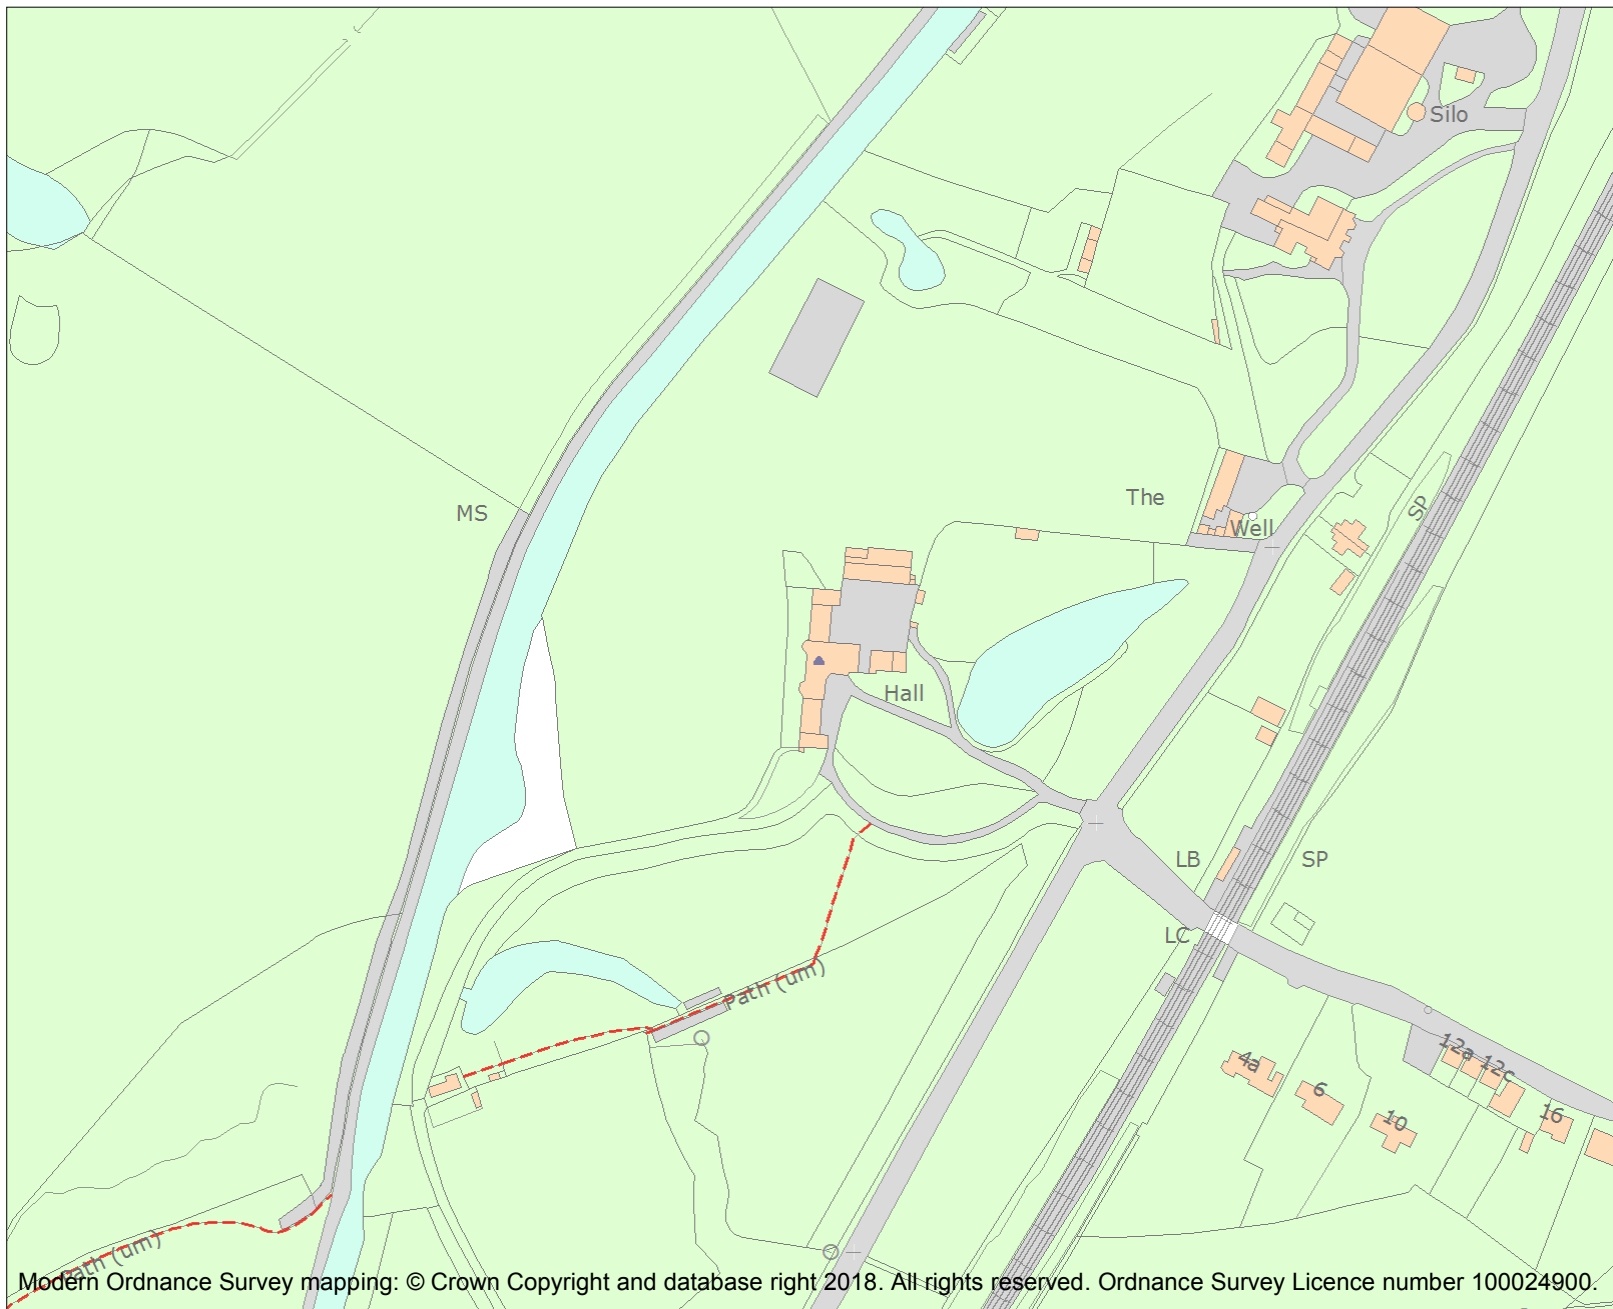 Silo
MS
The
SP
Well
Hall
LB
SP
LC
Path (um)
12a
12c
4a
6
10
16
Path (um)
Modern Ordnance Survey mapping: © Crown Copyright and database right 2018. All rights reserved. Ordnance Survey Licence number 100024900.